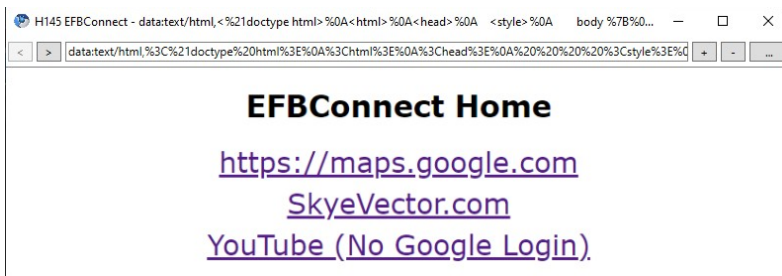 H145 EFBConnect - data:text/html,<%21doctype html>%0A<html>%0A<head>%0A <style>%0A body %7B%0...
< > data:text/html,%3C%21doctype%20html%3E%0A%3Chtml%3E%0A%3Chead%3E%0A%20%20%20%20%3Cstyle%3E%0 + - ...
EFBConnect Home
https://maps.google.com
SkyeVector.com
YouTube (No Google Login)